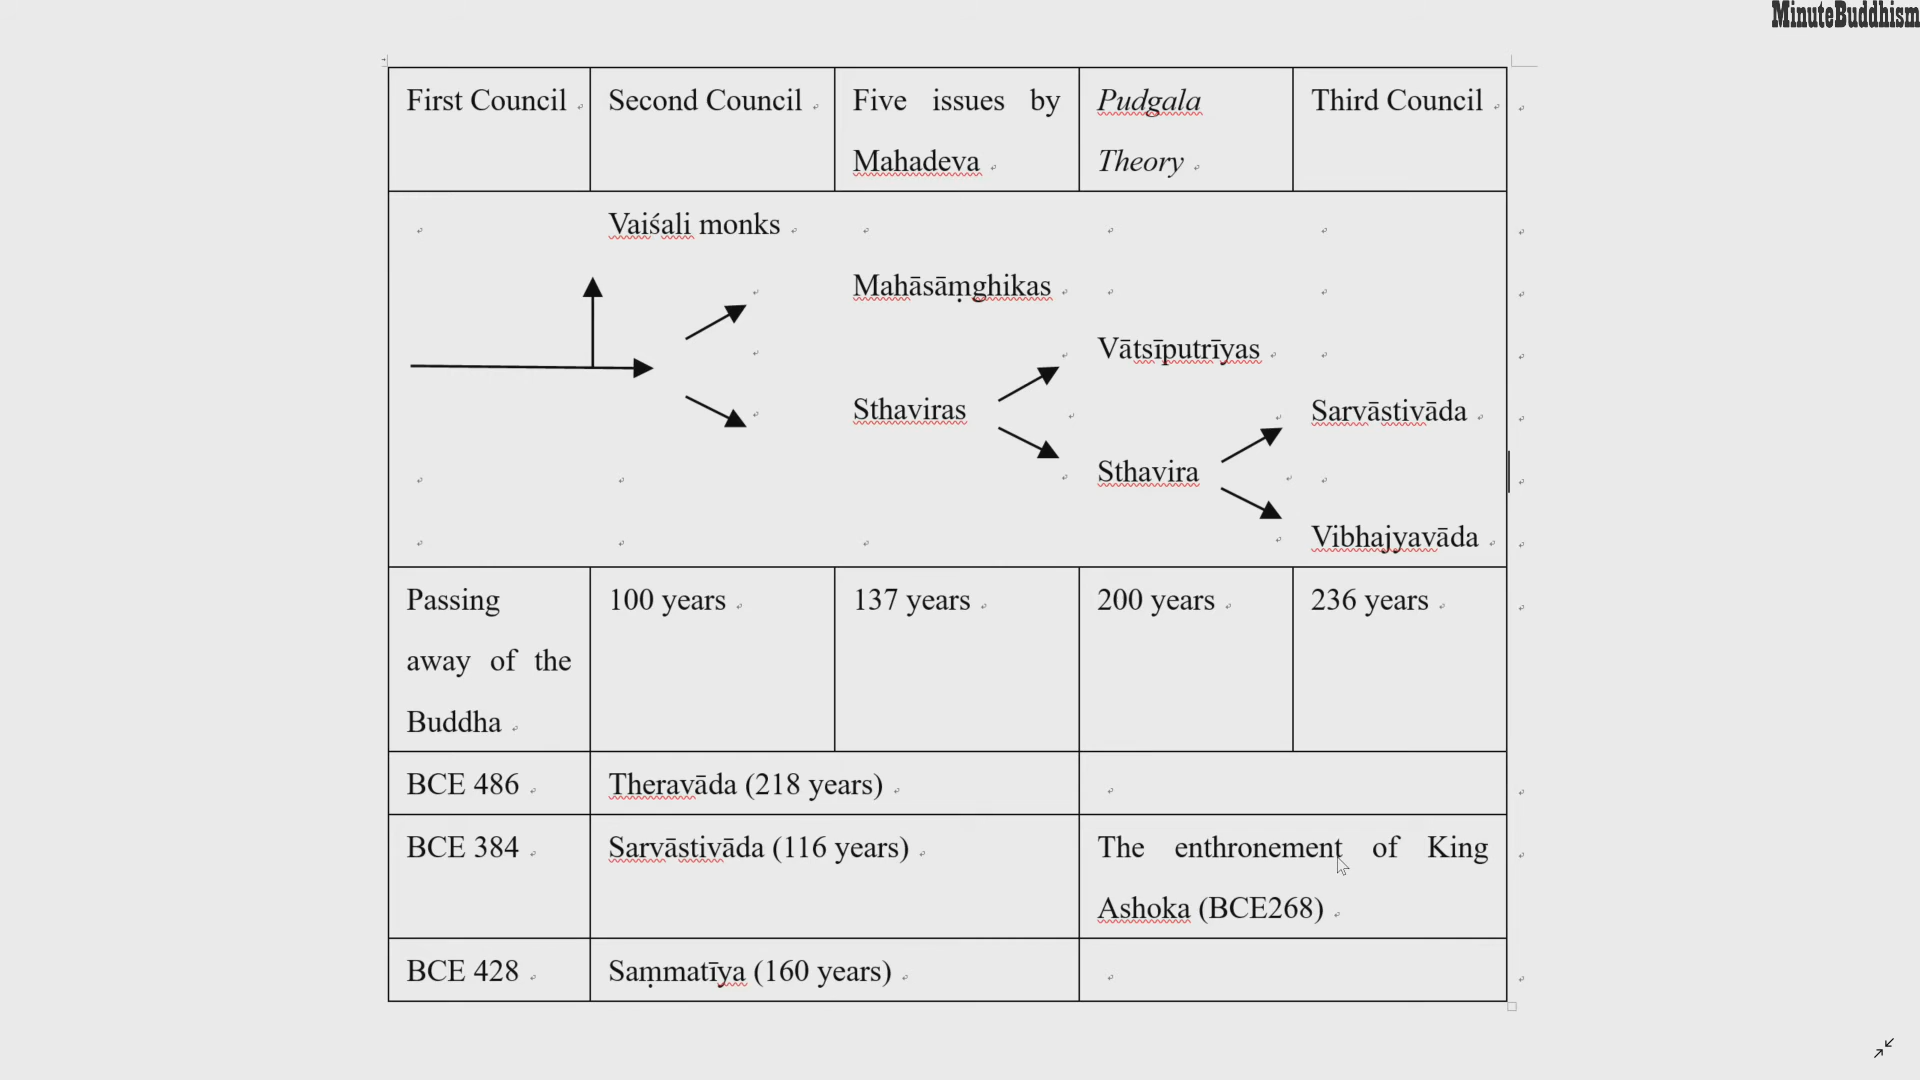 MinuteBuddhism
First Council
Second Council
Five issues by
Mahadeva
Pudgala
Theory
Third Council
Vaiśali monks
Mahāsāṃghikas
Vātsīputrīyas
Sthaviras
Sarvāstivāda
Sthavira
Vibhajyavāda
Passing
away of the
Buddha
100 years
137 years
200 years
236 years
BCE 486
Theravāda (218 years)
BCE 384
Sarvāstivāda (116 years)
The enthronement of King
Ashoka (BCE268)
BCE 428
Saṃmatīya (160 years)